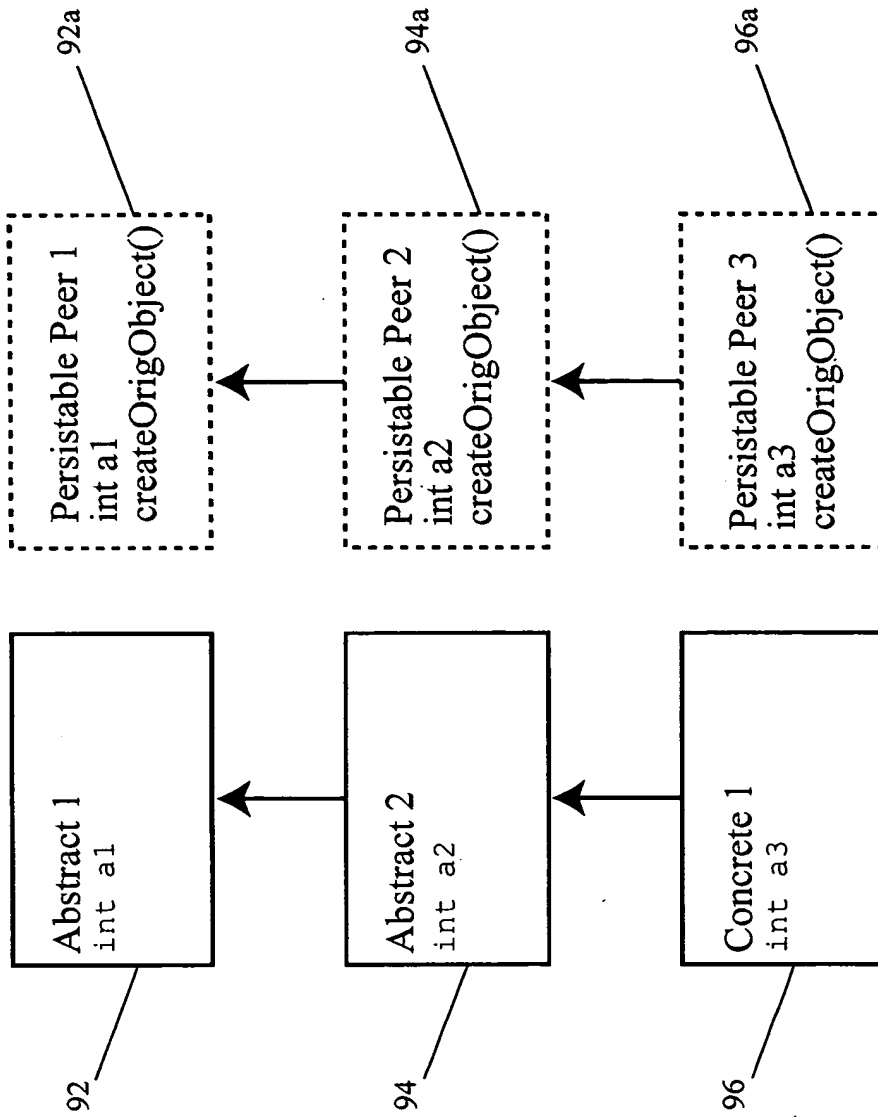 92
Abstract 1
int a1
Persistable Peer 1
int a1
createOrigObject()
92a
94
Abstract 2
int a2
Persistable Peer 2
int a2
createOrigObject()
94a
96
Concrete 1
int a3
Persistable Peer 3
int a3
createOrigObject()
96a